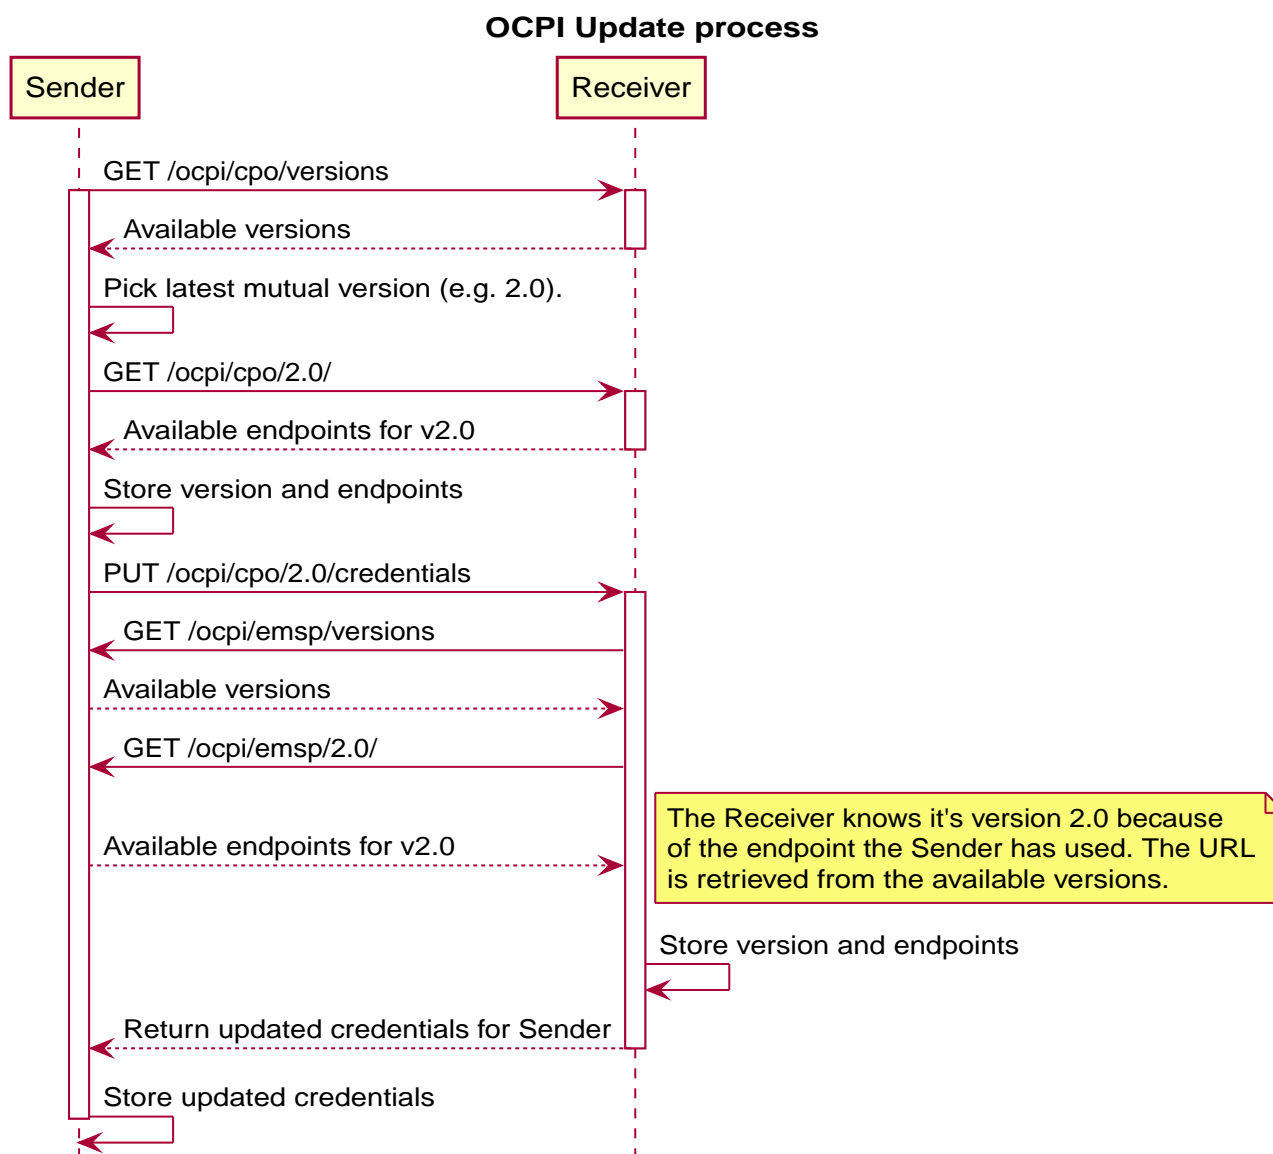 OCPI Update process
Sender
Receiver
GET /ocpi/cpo/versions
Available versions
Pick latest mutual version (e.g. 2.0).
GET /ocpi/cpo/2.0/
Available endpoints for v2.0
Store version and endpoints
PUT /ocpi/cpo/2.0/credentials
GET /ocpi/emsp/versions
Available versions
GET /ocpi/emsp/2.0/
The Receiver knows it's version 2.0 because
of the endpoint the Sender has used. The URL
is retrieved from the available versions.
Available endpoints for v2.0
Store version and endpoints
Return updated credentials for Sender
Store updated credentials